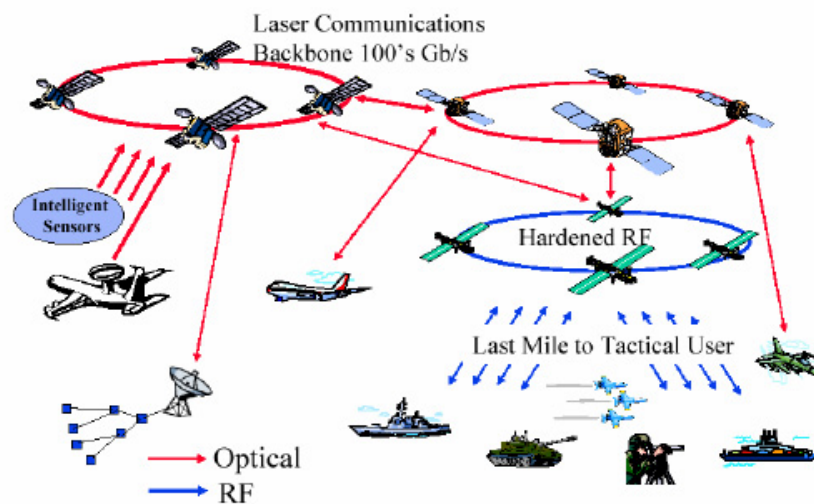 Laser Communications
Backbone 100's Gb/s
Intelligent
Sensors
Hardened RF
Last Mile to Tactical User
Optical
RF